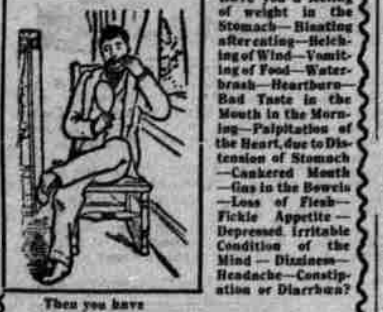 Have you a Feeling
of weight in the
Stomach—Bloating
after eating—Belch-
ing of Wind—Vomit-
ing of Food—Water-
brash—Heartburn—
Bad Taste in the
Mouth in the Morn-
ing—Palpitation of
the Heart, due to Dis-
tension of Stomach
—Cankered Mouth
—Gas in the Bowels
—Loss of Flesh—
Fickle Appetite—
Depressed, Irritable
Condition of the
Mind—Dizziness—
Headache—Constip-
ation or Diarrhœa?
Then you have